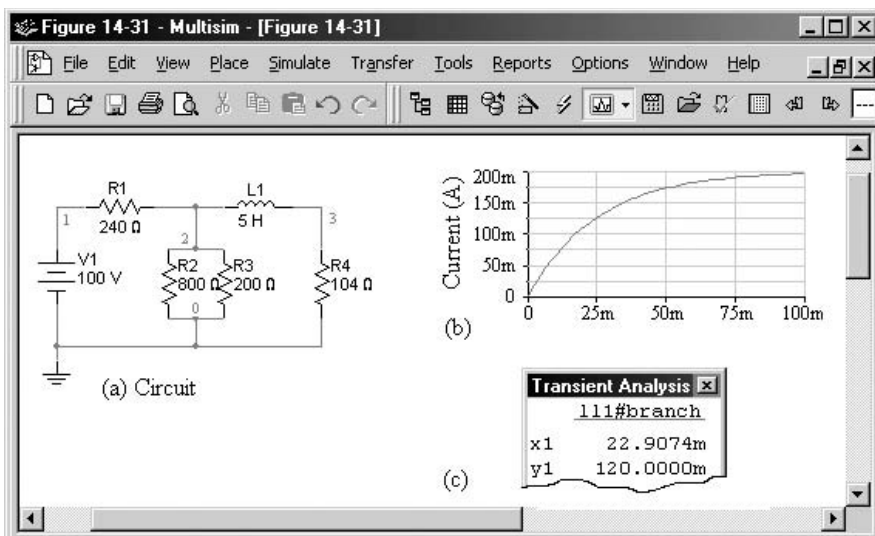 Figure 14-31 - Multisim - [Figure 14-31]
File Edit View Place Simulate Transfer Tools Reports Options Window Help
R1
240 Ω
L1
5 H
1
2
3
V1
100 V
R2
800 Ω
R3
200 Ω
R4
104 Ω
0
(a) Circuit
Current (A)
200m
150m
100m
50m
0
0 25m 50m 75m 100m
(b)
Transient Analysis
ll1#branch
x1 22.9074m
y1 120.0000m
(c)